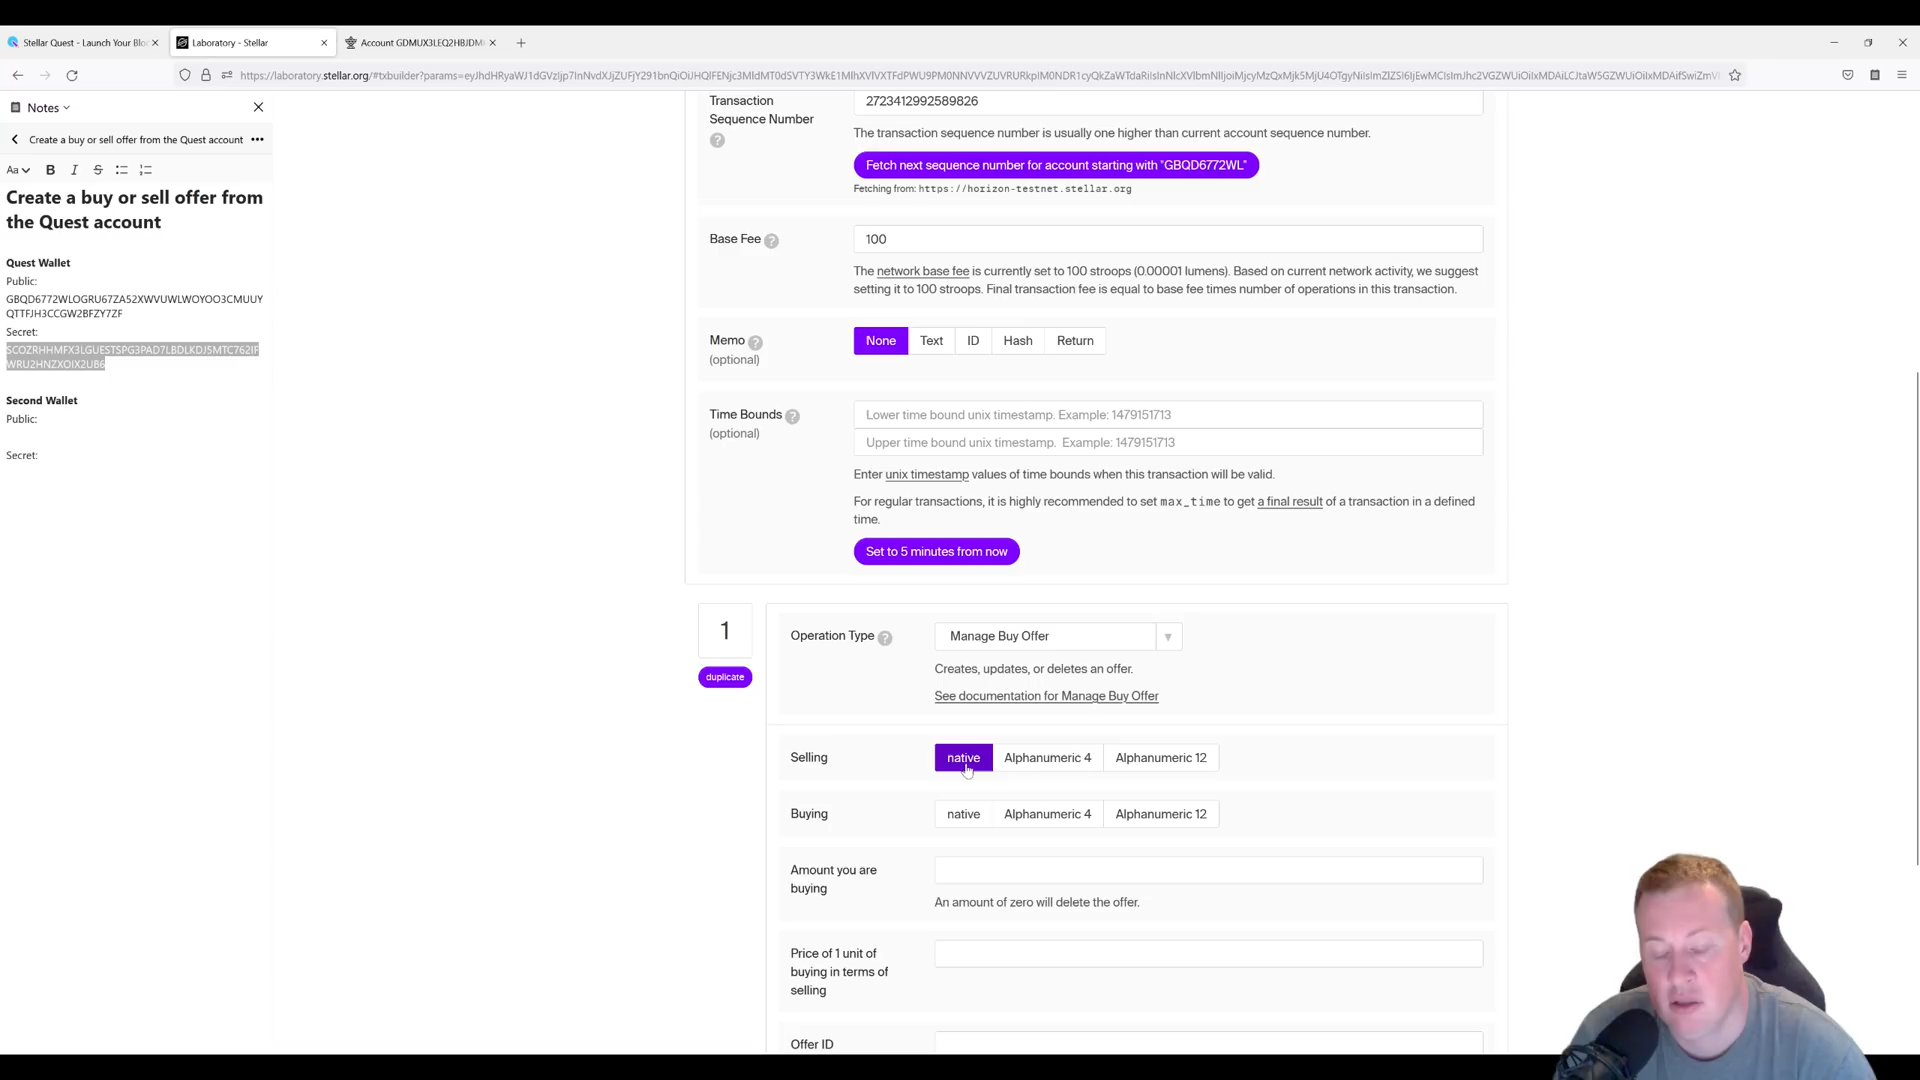 Stellar Quest - Launch Your Bloc
Laboratory - Stellar
Account GDMUX3LEQ2HBJDM
Notes
Create a buy or sell offer from the Quest account
Aa
B I S
Create a buy or sell offer from
the Quest account
Quest Wallet
Public:
GBQD6772WLOGRU67ZA52XWVUWLWOYOO3CMUUY
QTTFJH3CCGW2BFZY7ZF
Secret:
SCOZRHHMFX3LGUESTSPG3PAD7LBDLKDJ5MTC762IF
WRU2HNZXOIX2UB6
Second Wallet
Public:
Secret:
Transaction
Sequence Number
?
2723412992589826
The transaction sequence number is usually one higher than current account sequence number.
Fetch next sequence number for account starting with "GBQD6772WL"
Fetching from: https://horizon-testnet.stellar.org
Base Fee ?
100
The network base fee is currently set to 100 stroops (0.00001 lumens). Based on current network activity, we suggest
setting it to 100 stroops. Final transaction fee is equal to base fee times number of operations in this transaction.
Memo ?
(optional)
None Text ID Hash Return
Time Bounds ?
(optional)
Lower time bound unix timestamp. Example: 1479151713
Upper time bound unix timestamp. Example: 1479151713
Enter unix timestamp values of time bounds when this transaction will be valid.
For regular transactions, it is highly recommended to set max_time to get a final result of a transaction in a defined
time.
Set to 5 minutes from now
1
duplicate
Operation Type ?
Manage Buy Offer
Creates, updates, or deletes an offer.
See documentation for Manage Buy Offer
Selling
native Alphanumeric 4 Alphanumeric 12
Buying
native Alphanumeric 4 Alphanumeric 12
Amount you are
buying
An amount of zero will delete the offer.
Price of 1 unit of
buying in terms of
selling
Offer ID